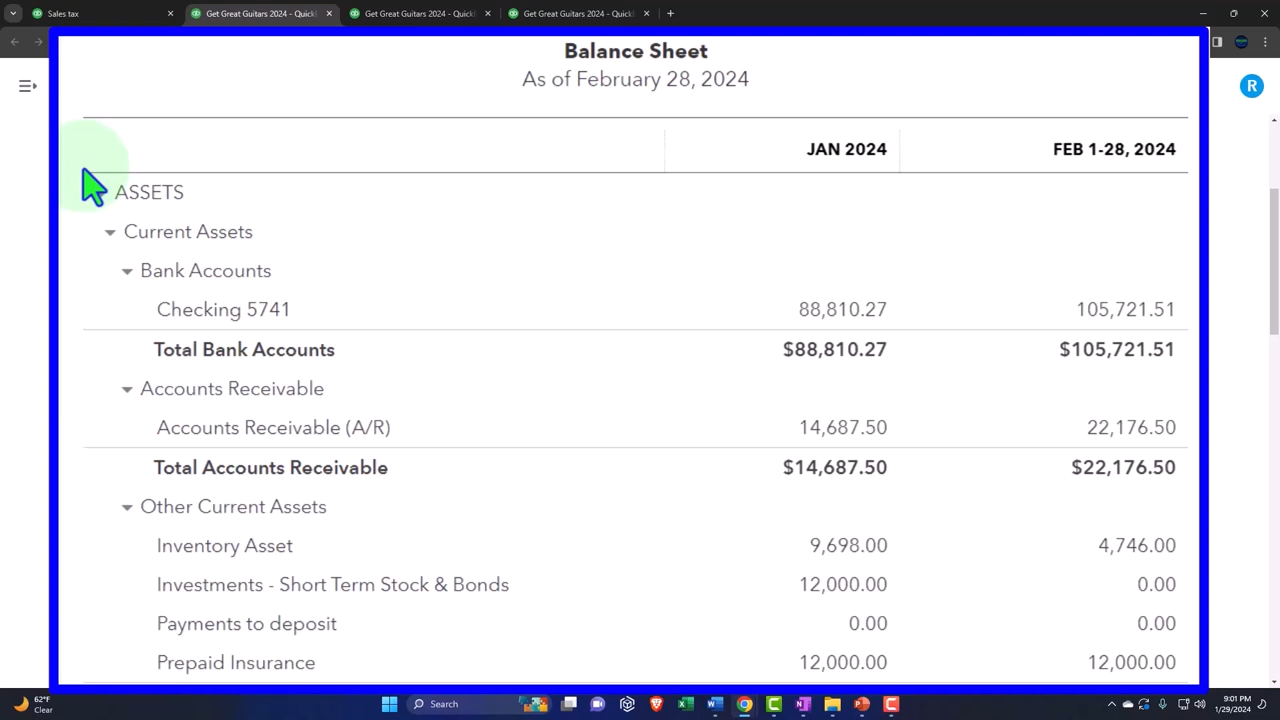 Sales tax
Get Great Guitars 2024 - Quick
Get Great Guitars 2024 - Quick
Get Great Guitars 2024 - Quick
R
Balance Sheet
As of February 28, 2024
JAN 2024 FEB 1-28, 2024
ASSETS
Current Assets
Bank Accounts
Checking 5741 88,810.27 105,721.51
Total Bank Accounts $88,810.27 $105,721.51
Accounts Receivable
Accounts Receivable (A/R) 14,687.50 22,176.50
Total Accounts Receivable $14,687.50 $22,176.50
Other Current Assets
Inventory Asset 9,698.00 4,746.00
Investments - Short Term Stock & Bonds 12,000.00 0.00
Payments to deposit 0.00 0.00
Prepaid Insurance 12,000.00 12,000.00
62°F
Clear
Search
9:01 PM
1/29/2024